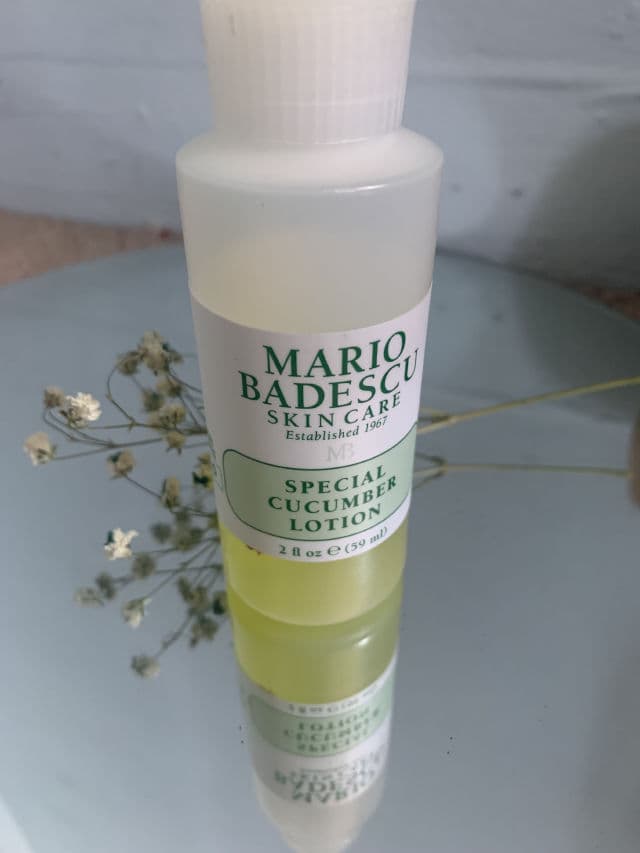 MARIO
BADESCU
SKIN CARE
Established 1967
MB
SPECIAL
CUCUMBER
LOTION
2 fl oz ℮ (59 ml)